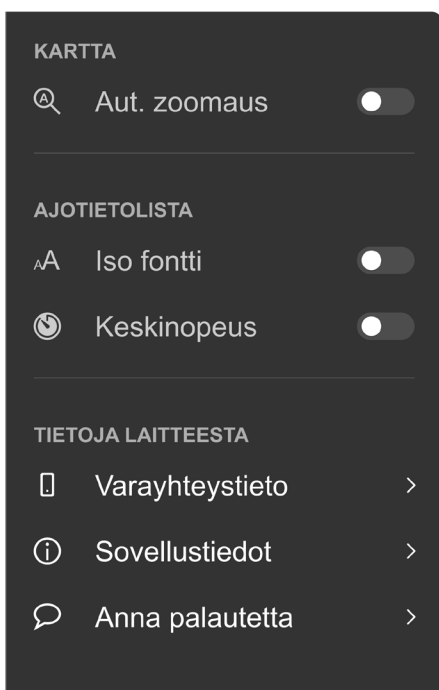 KARTTA
Aut. zoomaus
AJOTIETOLISTA
Iso fontti
Keskinopeus
TIETOJA LAITTEESTA
Varayhteystieto
Sovellustiedot
Anna palautetta